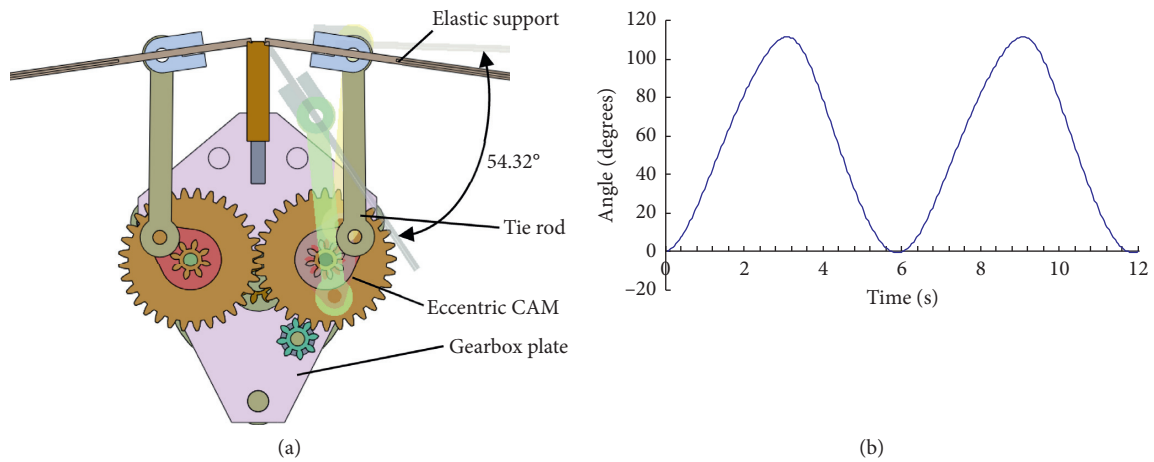 Elastic support
54.32°
Tie rod
Eccentric CAM
Gearbox plate
(a)
Angle (degrees)
120
100
80
60
40
20
0
−20
0 2 4 6 8 10 12
Time (s)
(b)